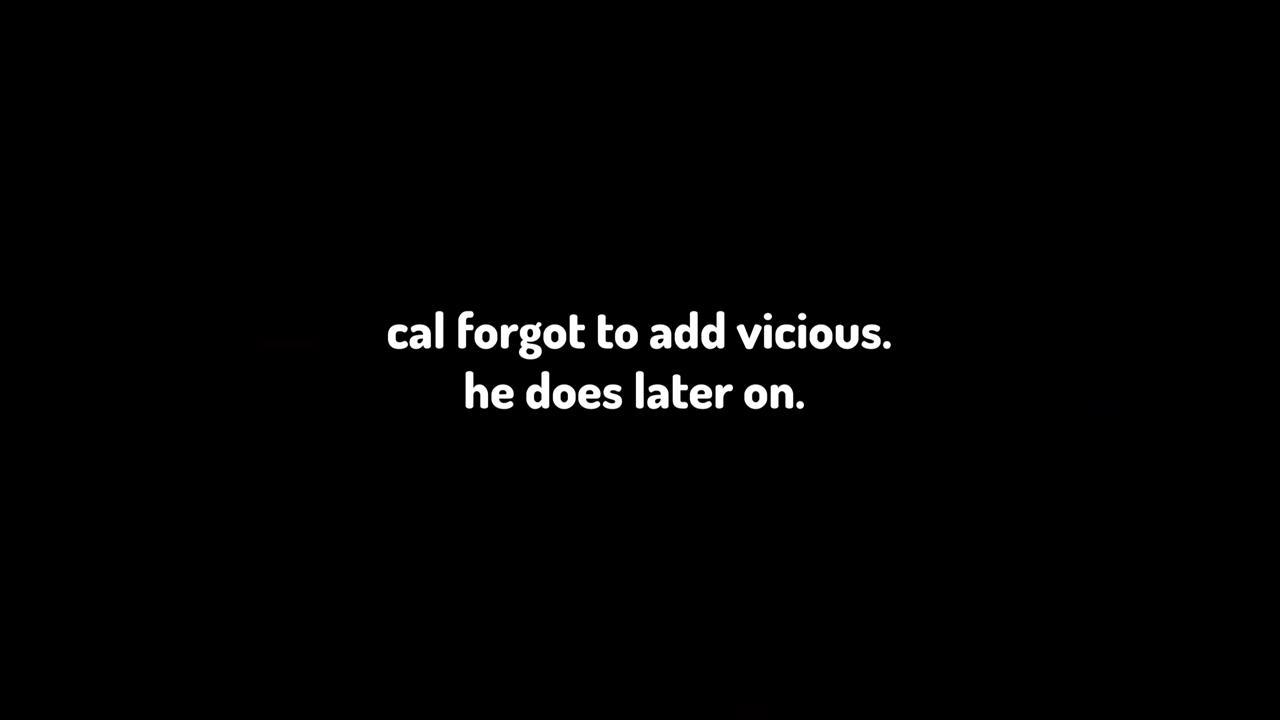 cal forgot to add vicious.
he does later on.